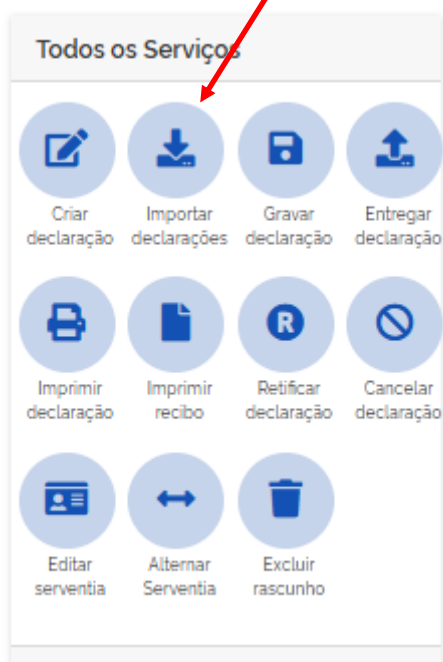 Todos os Serviços
Criar declaração
Importar declarações
Gravar declaração
Entregar declaração
R
Imprimir declaração
Imprimir recibo
Retificar declaração
Cancelar declaração
Editar serventia
Alternar Serventia
Excluir rascunho